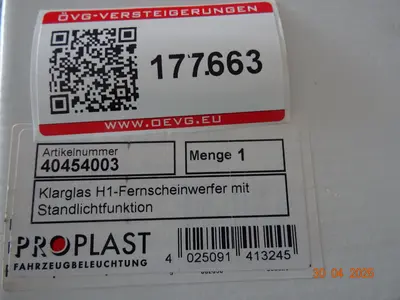 ÖVG-VERSTEIGERUNGEN
177.663
WWW.OEVG.EU
Artikelnummer
40454003
Menge 1
Klarglas H1-Fernscheinwerfer mit
Standlichtfunktion
PROPLAST
FAHRZEUGBELEUCHTUNG
4 025091 413245